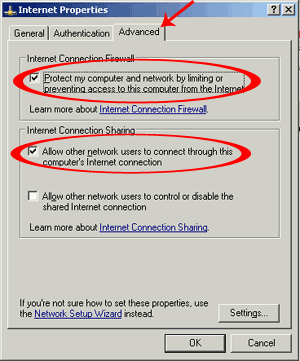 Internet Properties
General
Authentication
Advanced
Internet Connection Firewall
Protect my computer and network by limiting or
preventing access to this computer from the Internet
Learn more about Internet Connection Firewall.
Internet Connection Sharing
Allow other network users to connect through this
computer's Internet connection
Allow other network users to control or disable the
shared Internet connection
Learn more about Internet Connection Sharing.
If you're not sure how to set these properties, use
the Network Setup Wizard instead.
Settings...
OK
Cancel